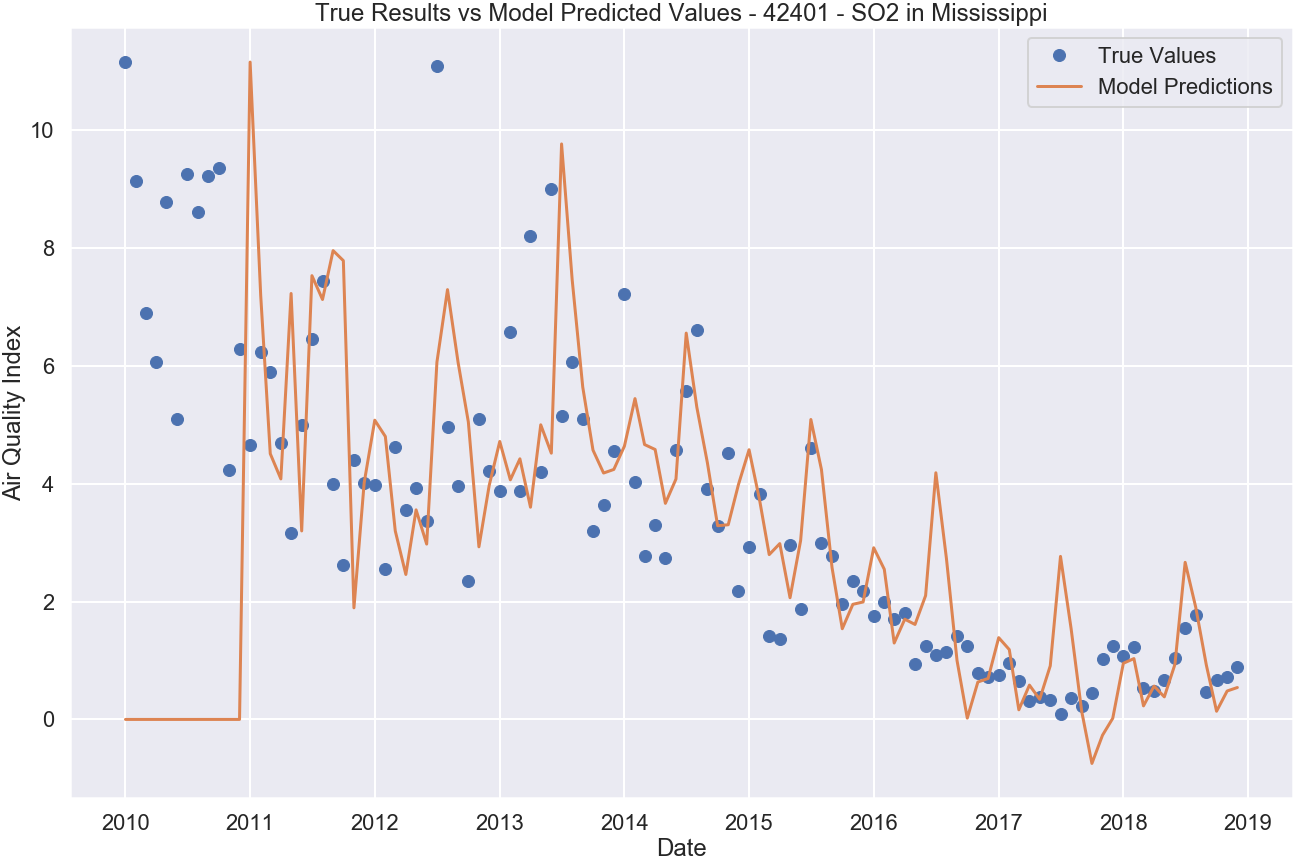 True Results vs Model Predicted Values - 42401 - SO2 in Mississippi
True Values
Model Predictions
Air Quality Index
10
8
6
4
2
0
2010 2011 2012 2013 2014 2015 2016 2017 2018 2019
Date